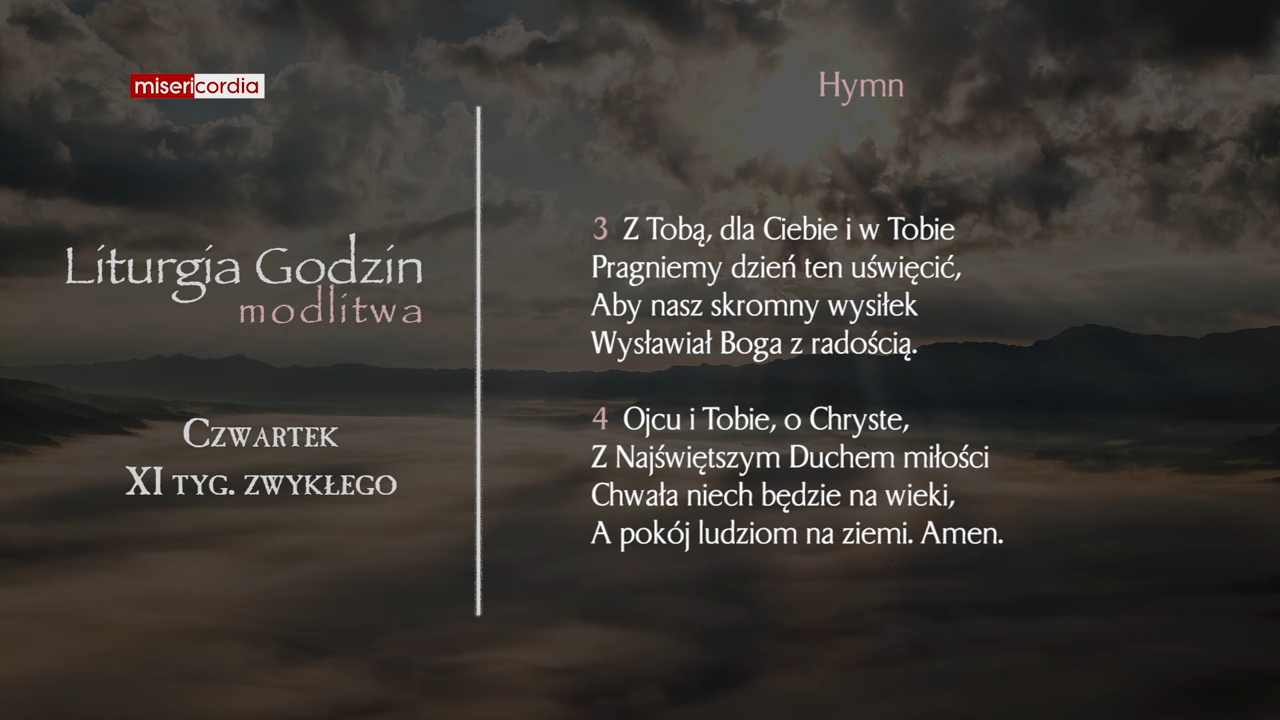 misericordia
Liturgia Godzin
modlitwa
Czwartek
XI tyg. zwykłego
Hymn
3 Z Tobą, dla Ciebie i w Tobie
Pragniemy dzień ten uświęcić,
Aby nasz skromny wysiłek
Wysławiał Boga z radością.
4 Ojcu i Tobie, o Chryste,
Z Najświętszym Duchem miłości
Chwała niech będzie na wieki,
A pokój ludziom na ziemi. Amen.